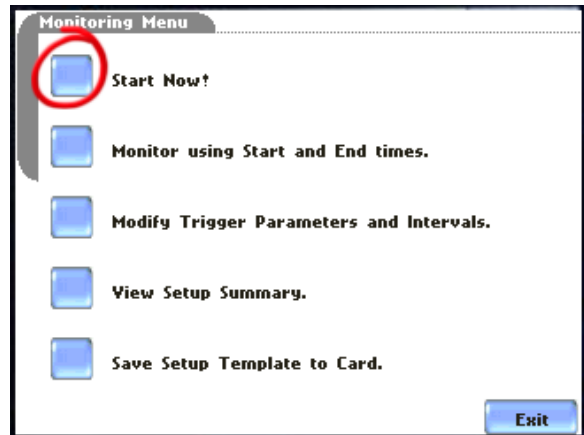 Monitoring Menu
Start Now!
Monitor using Start and End times.
Modify Trigger Parameters and Intervals.
View Setup Summary.
Save Setup Template to Card.
Exit